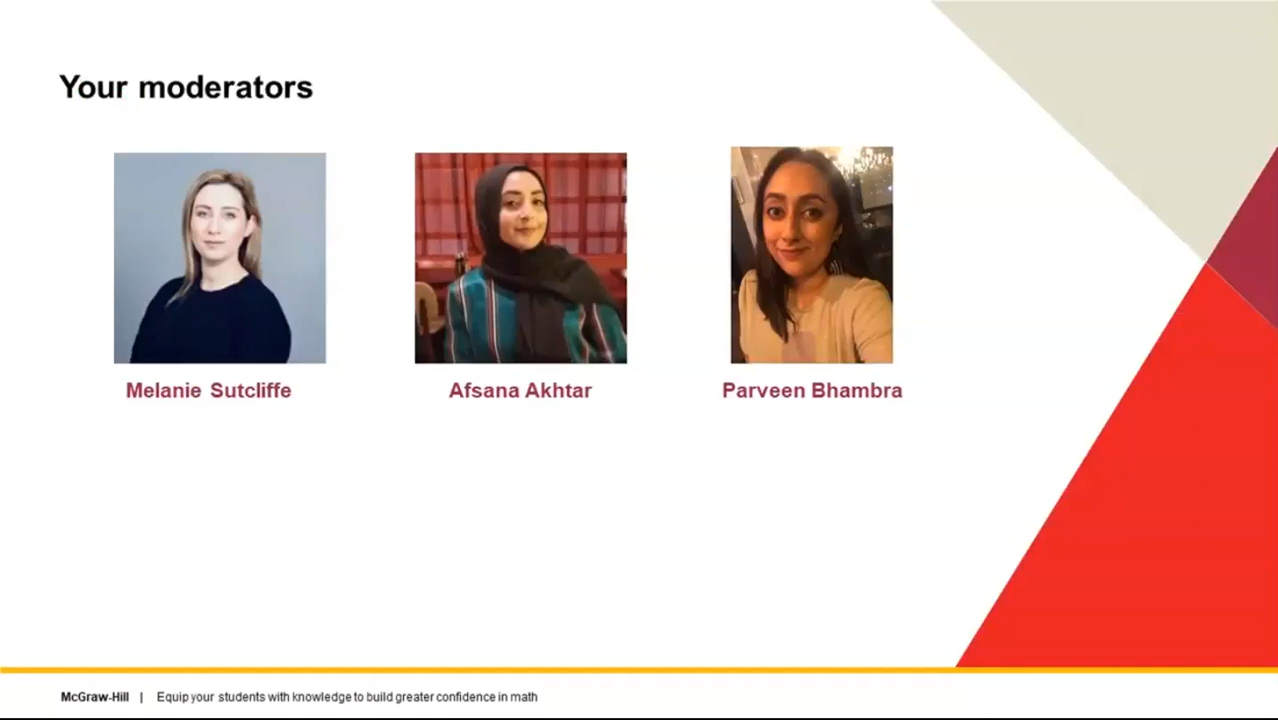 Your moderators
Melanie Sutcliffe
Afsana Akhtar
Parveen Bhambra
McGraw-Hill | Equip your students with knowledge to build greater confidence in math